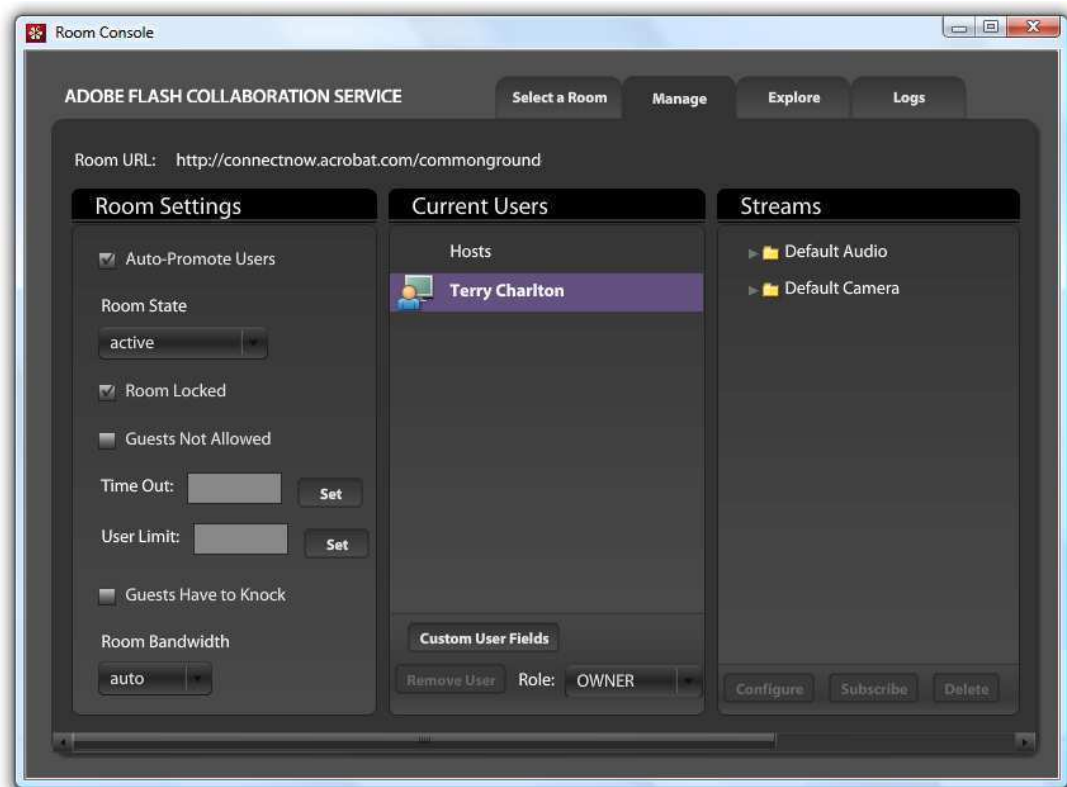 Room Console
ADOBE FLASH COLLABORATION SERVICE
Select a Room
Manage
Explore
Logs
Room URL: http://connectnow.acrobat.com/commonground
Room Settings
Auto-Promote Users
Room State
active
Room Locked
Guests Not Allowed
Time Out:
Set
User Limit:
Set
Guests Have to Knock
Room Bandwidth
auto
Current Users
Hosts
Terry Charlton
Custom User Fields
Remove User
Role:
OWNER
Streams
Default Audio
Default Camera
Configure
Subscribe
Delete